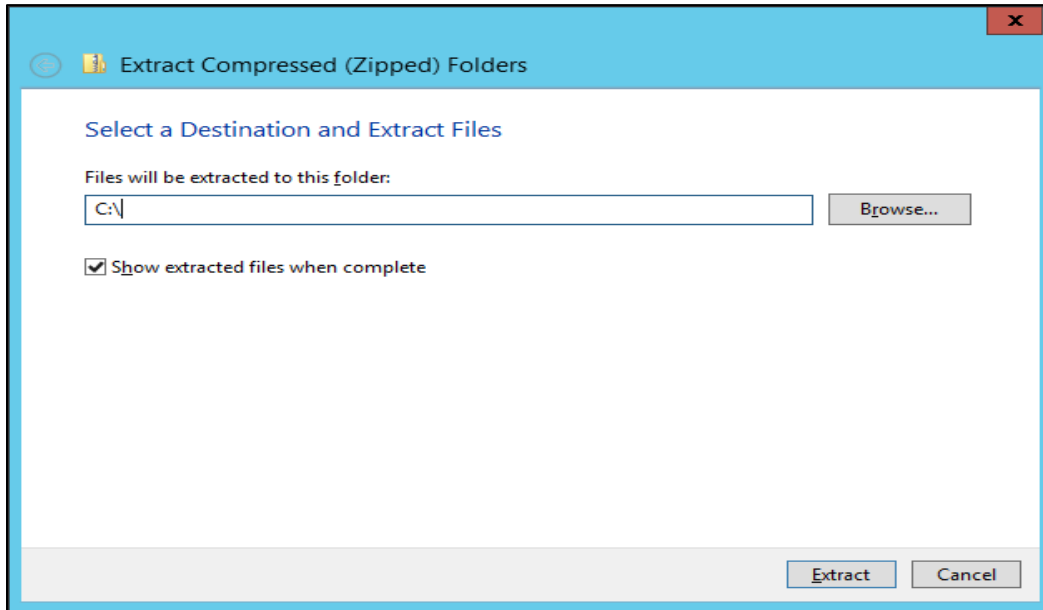 x
Extract Compressed (Zipped) Folders
Select a Destination and Extract Files
Files will be extracted to this folder:
C:\
Browse...
Show extracted files when complete
Extract
Cancel